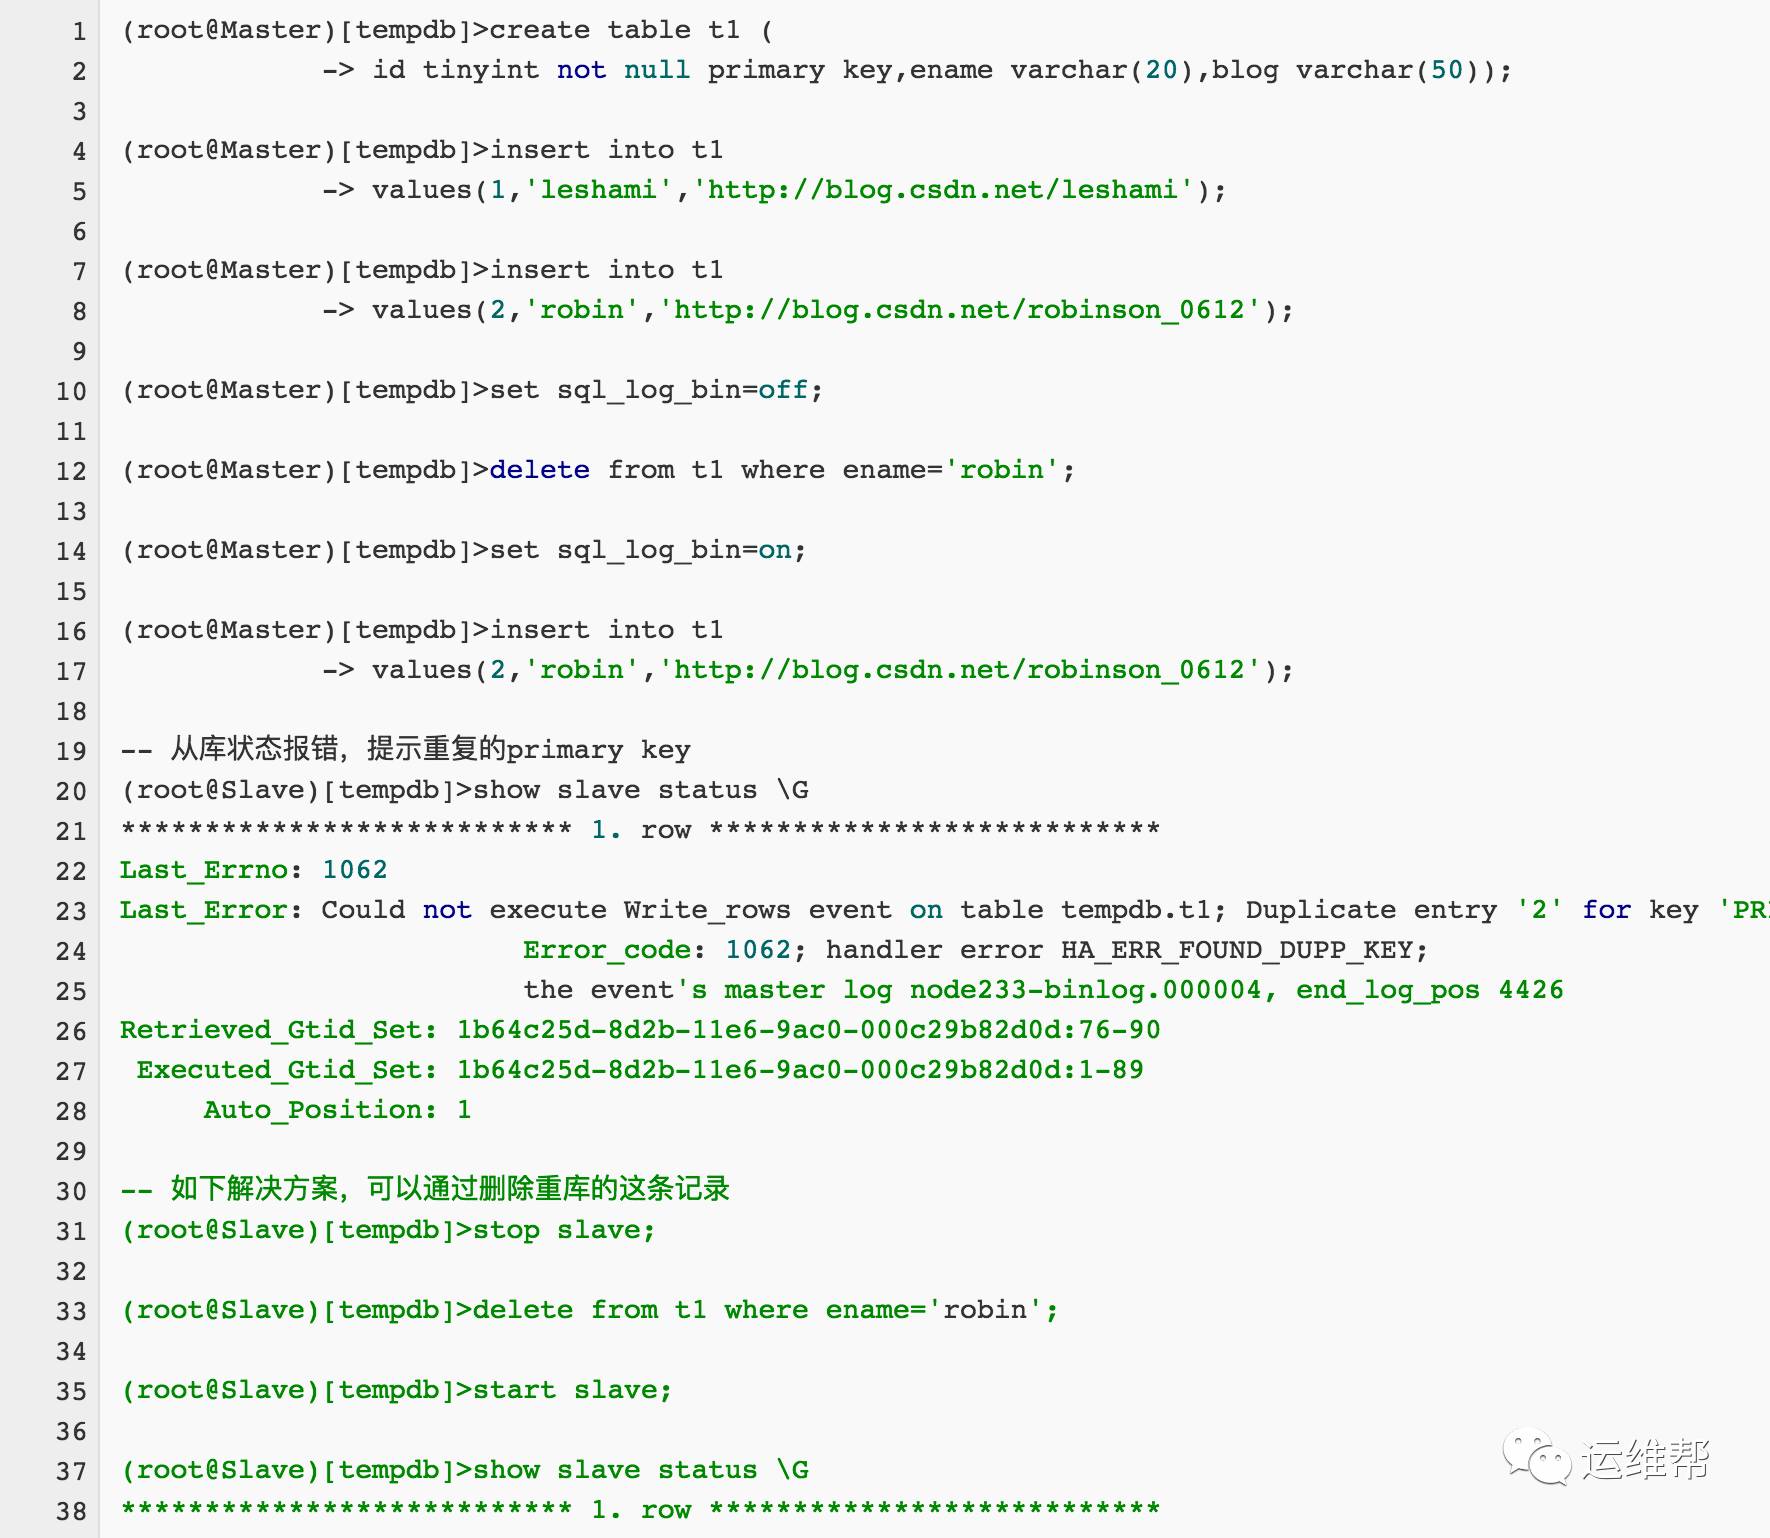 1 (root@Master)[tempdb]>create table t1 (
2 -> id tinyint not null primary key,ename varchar(20),blog varchar(50));
3
4 (root@Master)[tempdb]>insert into t1
5 -> values(1,'leshami','http://blog.csdn.net/leshami');
6
7 (root@Master)[tempdb]>insert into t1
8 -> values(2,'robin','http://blog.csdn.net/robinson_0612');
9
10 (root@Master)[tempdb]>set sql_log_bin=off;
11
12 (root@Master)[tempdb]>delete from t1 where ename='robin';
13
14 (root@Master)[tempdb]>set sql_log_bin=on;
15
16 (root@Master)[tempdb]>insert into t1
17 -> values(2,'robin','http://blog.csdn.net/robinson_0612');
18
19 -- 从库状态报错，提示重复的primary key
20 (root@Slave)[tempdb]>show slave status \G
21 *************************** 1. row ***************************
22 Last_Errno: 1062
23 Last_Error: Could not execute Write_rows event on table tempdb.t1; Duplicate entry '2' for key 'PR
24 Error_code: 1062; handler error HA_ERR_FOUND_DUPP_KEY;
25 the event's master log node233-binlog.000004, end_log_pos 4426
26 Retrieved_Gtid_Set: 1b64c25d-8d2b-11e6-9ac0-000c29b82d0d:76-90
27 Executed_Gtid_Set: 1b64c25d-8d2b-11e6-9ac0-000c29b82d0d:1-89
28 Auto_Position: 1
29
30 -- 如下解决方案，可以通过删除重库的这条记录
31 (root@Slave)[tempdb]>stop slave;
32
33 (root@Slave)[tempdb]>delete from t1 where ename='robin';
34
35 (root@Slave)[tempdb]>start slave;
36
37 (root@Slave)[tempdb]>show slave status \G
38 *************************** 1. row ***************************
运维帮